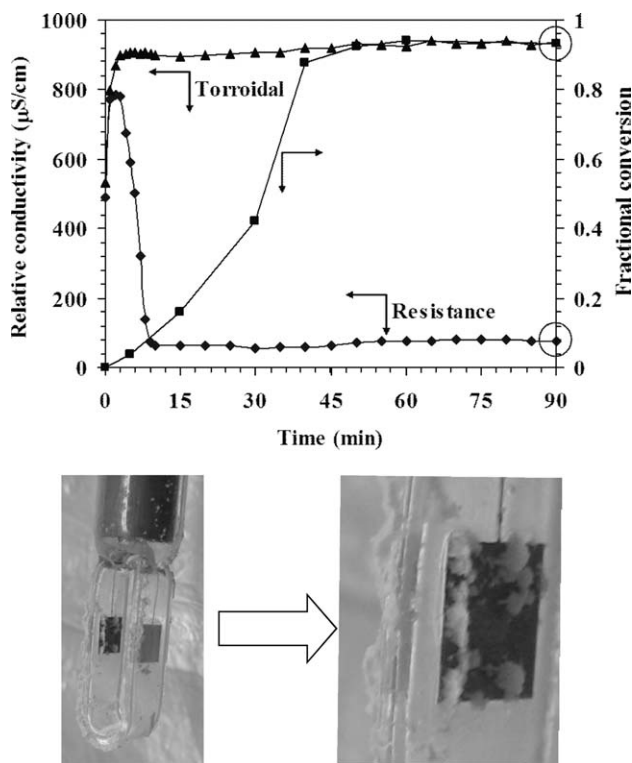 Relative conductivity (µS/cm)
1000
800
600
400
200
0
Torroidal
Resistance
1
0.8
0.6
0.4
0.2
0
Fractional conversion
0 15 30 45 60 75 90
Time (min)